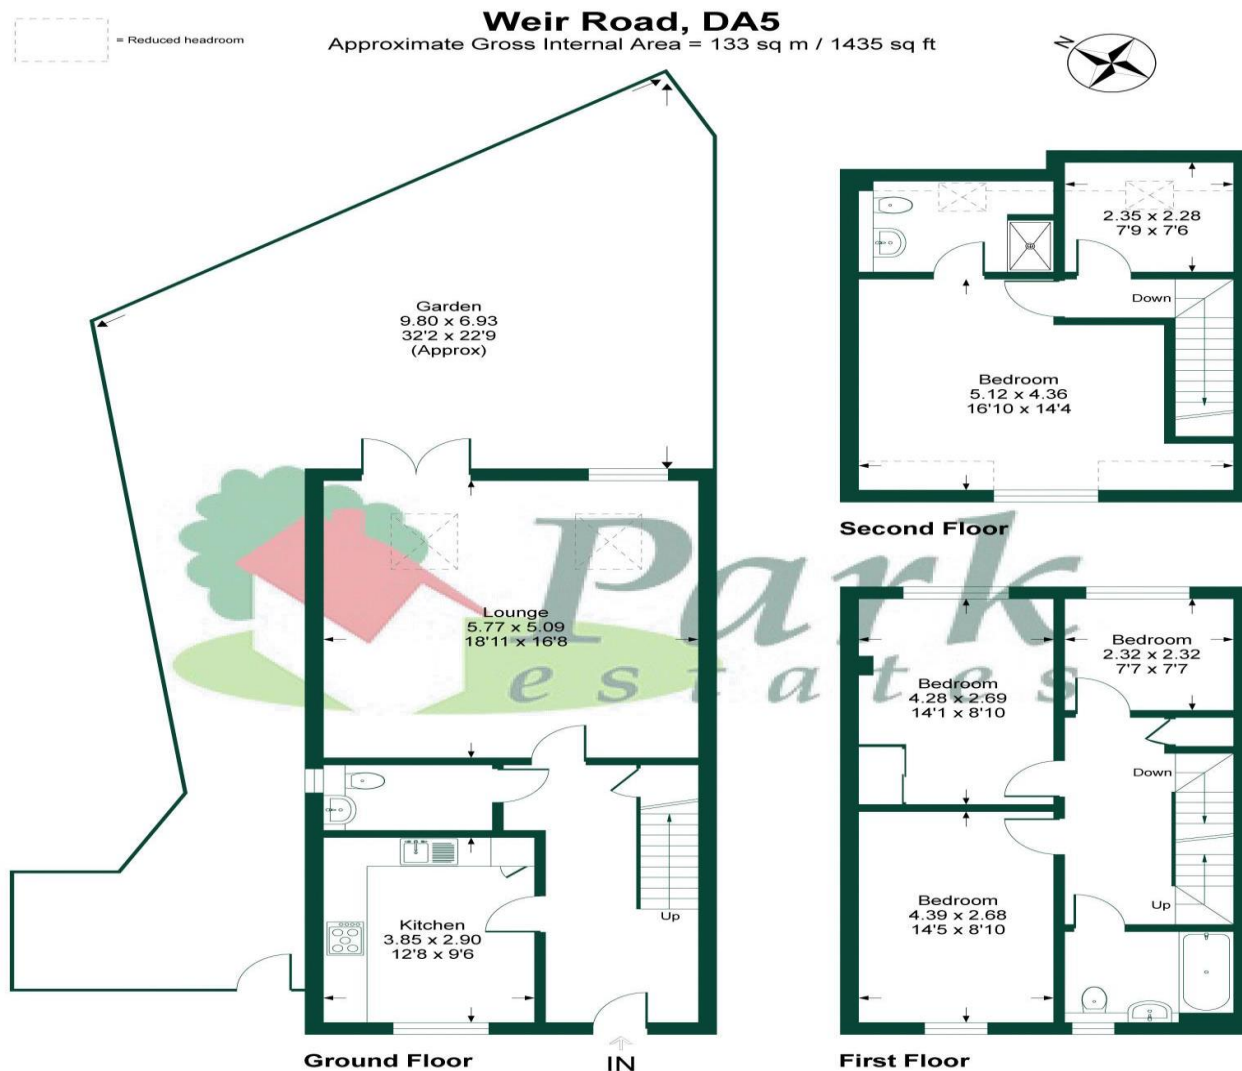 Weir Road, DA5
Approximate Gross Internal Area = 133 sq m / 1435 sq ft
= Reduced headroom
N
Garden
9.80 x 6.93
32'2 x 22'9
(Approx)
Lounge
5.77 x 5.09
18'11 x 16'8
Kitchen
3.85 x 2.90
12'8 x 9'6
Up
Ground Floor
IN
2.35 x 2.28
7'9 x 7'6
Down
Bedroom
5.12 x 4.36
16'10 x 14'4
Second Floor
Bedroom
2.32 x 2.32
7'7 x 7'7
Bedroom
4.28 x 2.69
14'1 x 8'10
Down
Bedroom
4.39 x 2.68
14'5 x 8'10
Up
First Floor
Park
estates